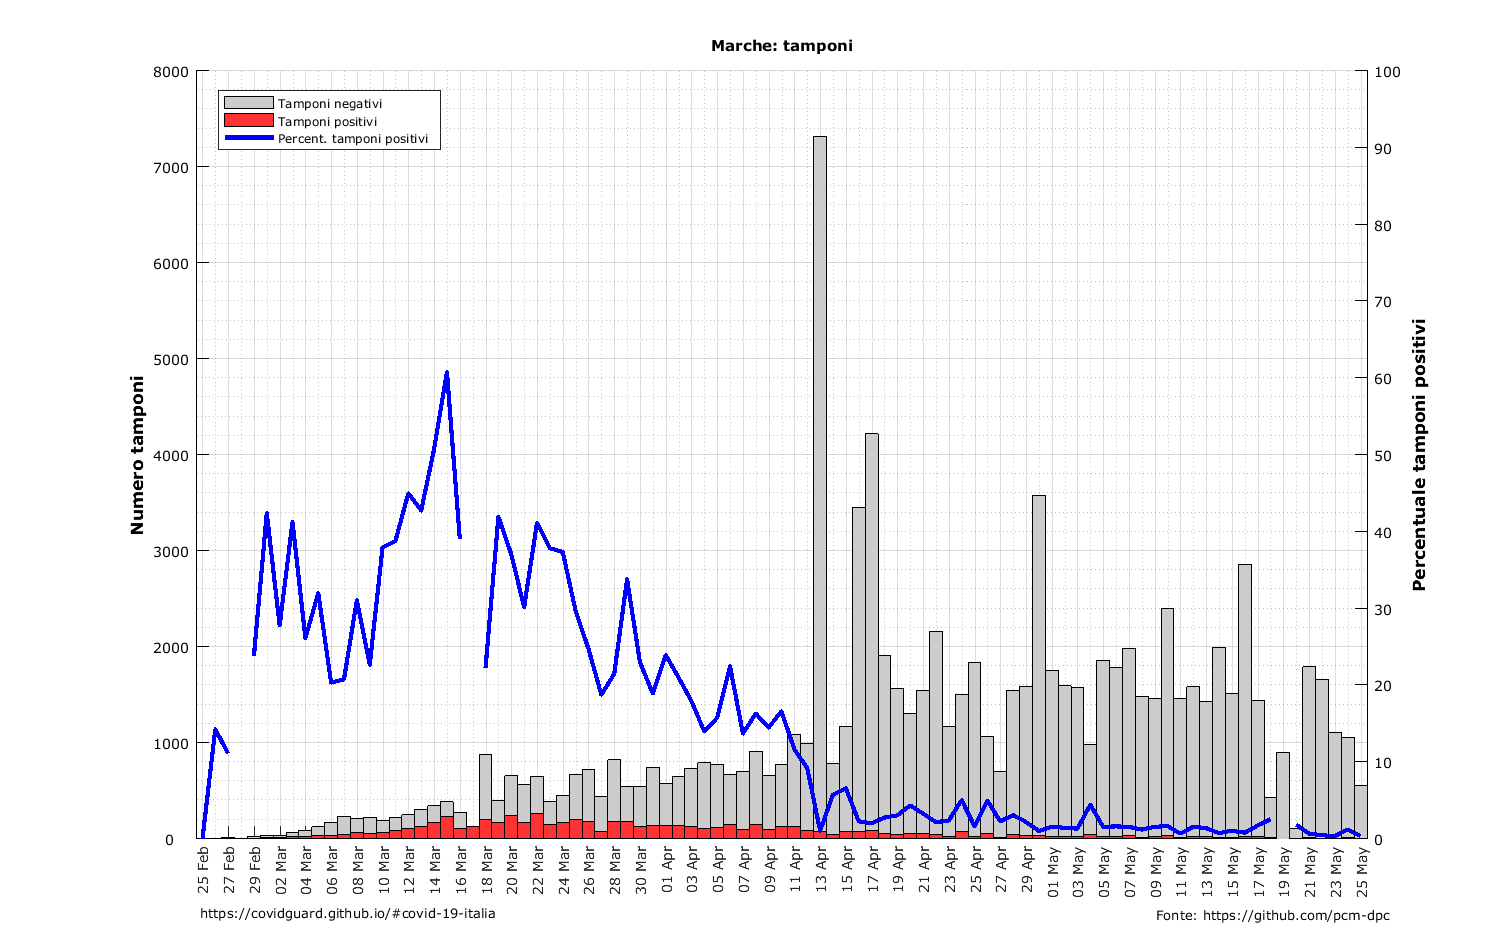 Marche: tamponi
8000
7000
6000
5000
4000
3000
2000
1000
0
Numero tamponi
Tamponi negativi
Tamponi positivi
Percent. tamponi positivi
100
90
80
70
60
50
40
30
20
10
0
Percentuale tamponi positivi
25 Feb
27 Feb
29 Feb
02 Mar
04 Mar
06 Mar
08 Mar
10 Mar
12 Mar
14 Mar
16 Mar
18 Mar
20 Mar
22 Mar
24 Mar
26 Mar
28 Mar
30 Mar
01 Apr
03 Apr
05 Apr
07 Apr
09 Apr
11 Apr
13 Apr
15 Apr
17 Apr
19 Apr
21 Apr
23 Apr
25 Apr
27 Apr
29 Apr
01 May
03 May
05 May
07 May
09 May
11 May
13 May
15 May
17 May
19 May
21 May
23 May
25 May
https://covidguard.github.io/#covid-19-italia
Fonte: https://github.com/pcm-dpc